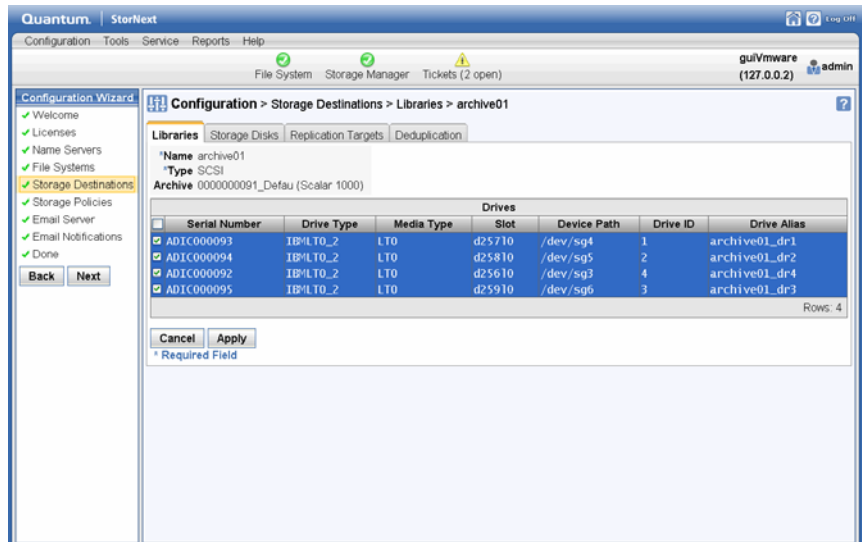 Quantum. | StorNext
Log Off
Configuration Tools Service Reports Help
File System Storage Manager Tickets (2 open)
guiVmware
(127.0.0.2)
admin
Configuration Wizard
Welcome
Licenses
Name Servers
File Systems
Storage Destinations
Storage Policies
Email Server
Email Notifications
Done
Back Next
Configuration > Storage Destinations > Libraries > archive01
?
Libraries Storage Disks Replication Targets Deduplication
*Name archive01
*Type SCSI
Archive 0000000091_Defau (Scalar 1000)
Drives
Serial Number Drive Type Media Type Slot Device Path Drive ID Drive Alias
ADIC000093 IBMLTO_2 LTO d25710 /dev/sg4 1 archive01_dr1
ADIC000094 IBMLTO_2 LTO d25810 /dev/sg5 2 archive01_dr2
ADIC000092 IBMLTO_2 LTO d25610 /dev/sg3 4 archive01_dr4
ADIC000095 IBMLTO_2 LTO d25910 /dev/sg6 3 archive01_dr3
Rows: 4
Cancel Apply
* Required Field